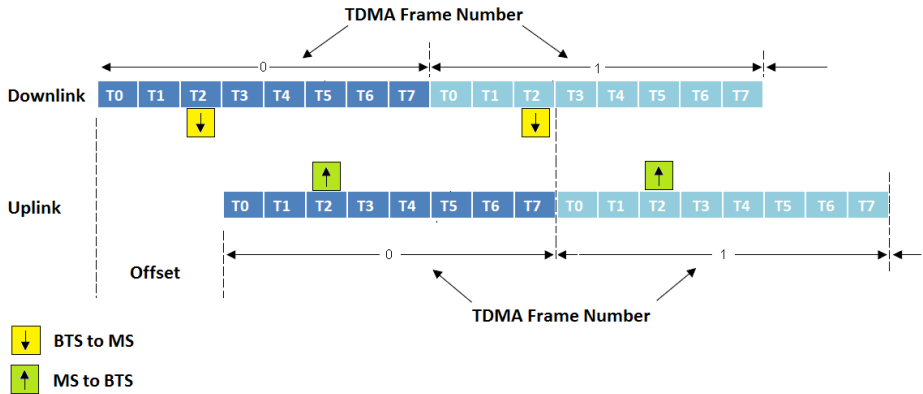 TDMA Frame Number
0 1
Downlink T0 T1 T2 T3 T4 T5 T6 T7 T0 T1 T2 T3 T4 T5 T6 T7
Uplink T0 T1 T2 T3 T4 T5 T6 T7 T0 T1 T2 T3 T4 T5 T6 T7
0 1
Offset
TDMA Frame Number
BTS to MS
MS to BTS